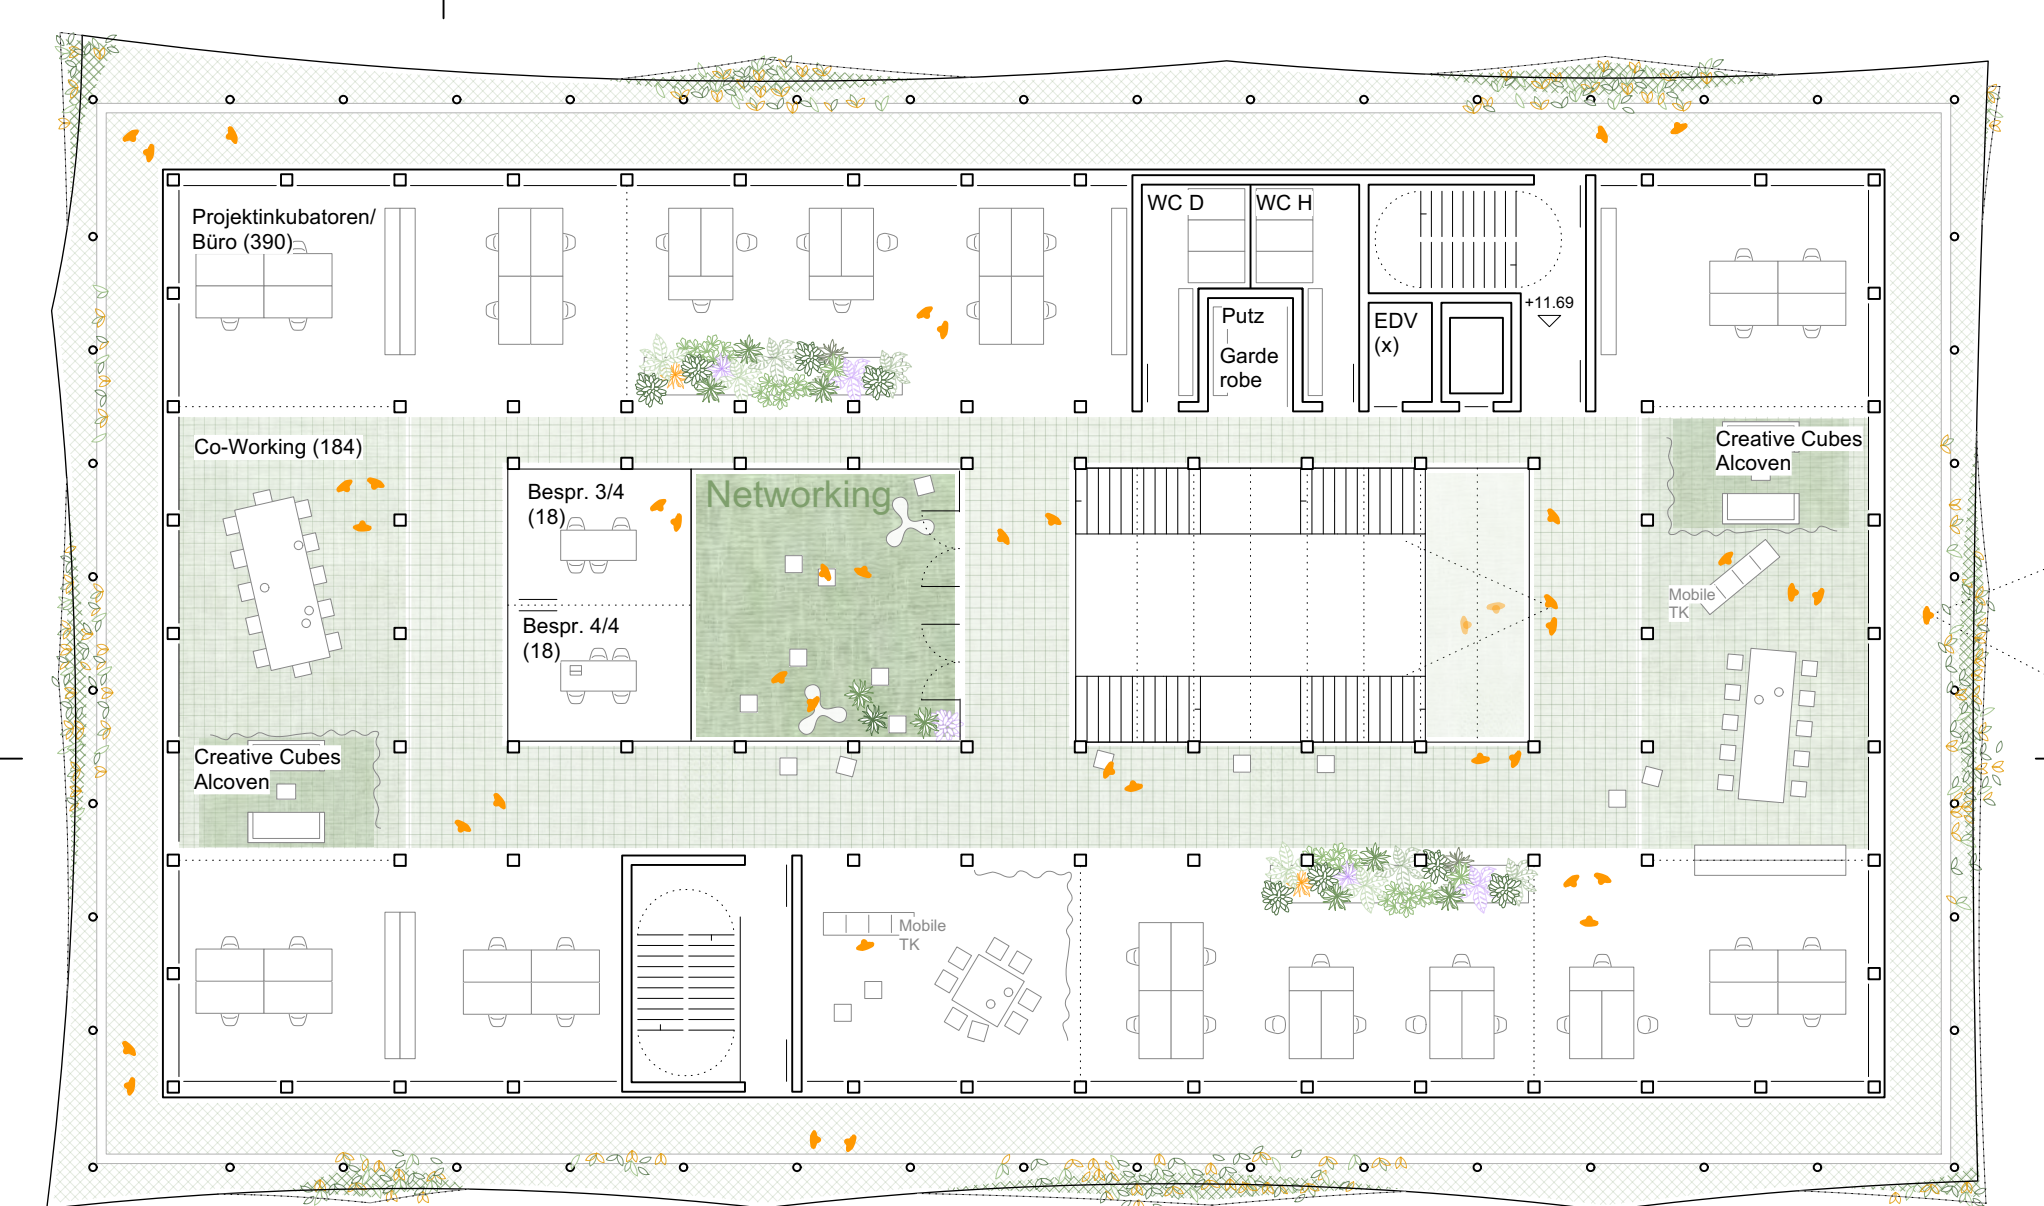 Projektinkubatoren/
Büro (390)
WC D
WC H
Putz
Garde
robe
EDV
(x)
+11.69
Co-Working (184)
Bespr. 3/4
(18)
Networking
Creative Cubes
Alcoven
Mobile
TK
Bespr. 4/4
(18)
Creative Cubes
Alcoven
Mobile
TK